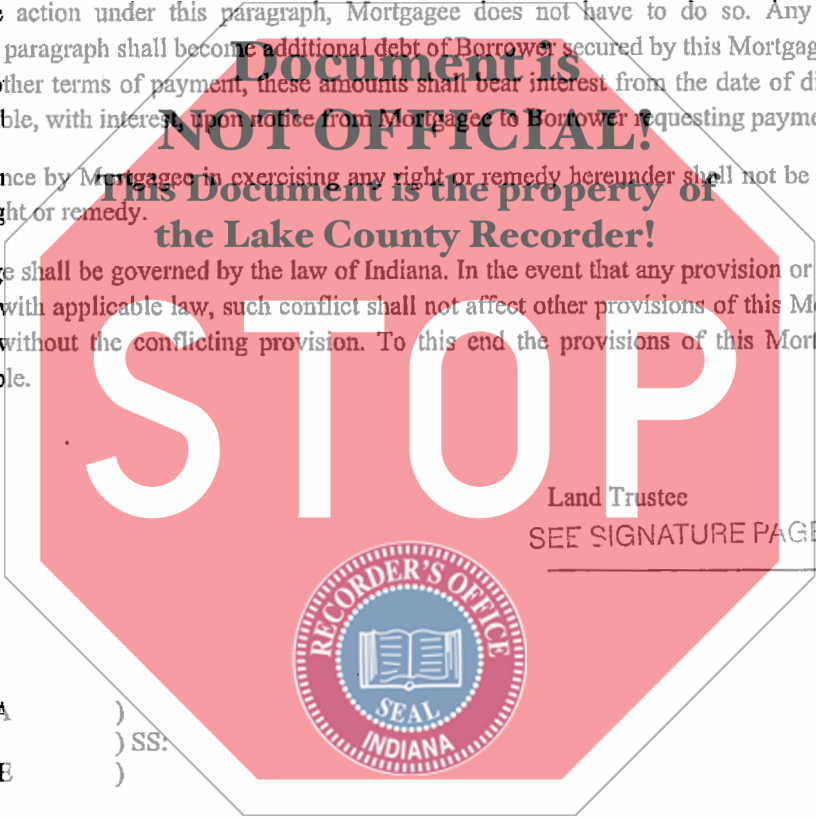 action under this paragraph, Mortgagee does not have to do so. Any
paragraph shall become additional debt of Borrower secured by this Mortgag
other terms of payment, these amounts shall bear interest from the date of di
ble, with interest, upon notice from Mortgagee to Borrower requesting payme
Document is
NOT OFFICIAL!
This Document is the property of
the Lake County Recorder!
nce by Mortgagee in exercising any right or remedy hereunder shall not be
ght or remedy.
e shall be governed by the law of Indiana. In the event that any provision or
with applicable law, such conflict shall not affect other provisions of this Mo
without the conflicting provision. To this end the provisions of this Mort
ble.
STOP
Land Trustee
SEE SIGNATURE PAGE
RECORDER'S OFFICE
SEAL
INDIANA
A )
) SS:
E )